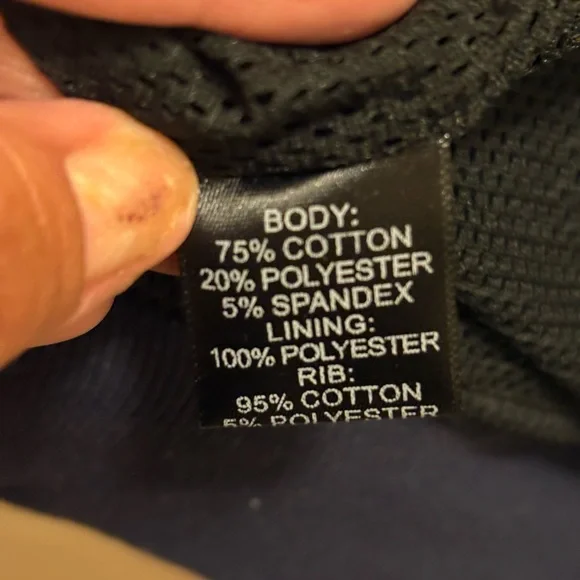 BODY:
75% COTTON
20% POLYESTER
5% SPANDEX
LINING:
100% POLYESTER
RIB:
95% COTTON
5% POLYESTER